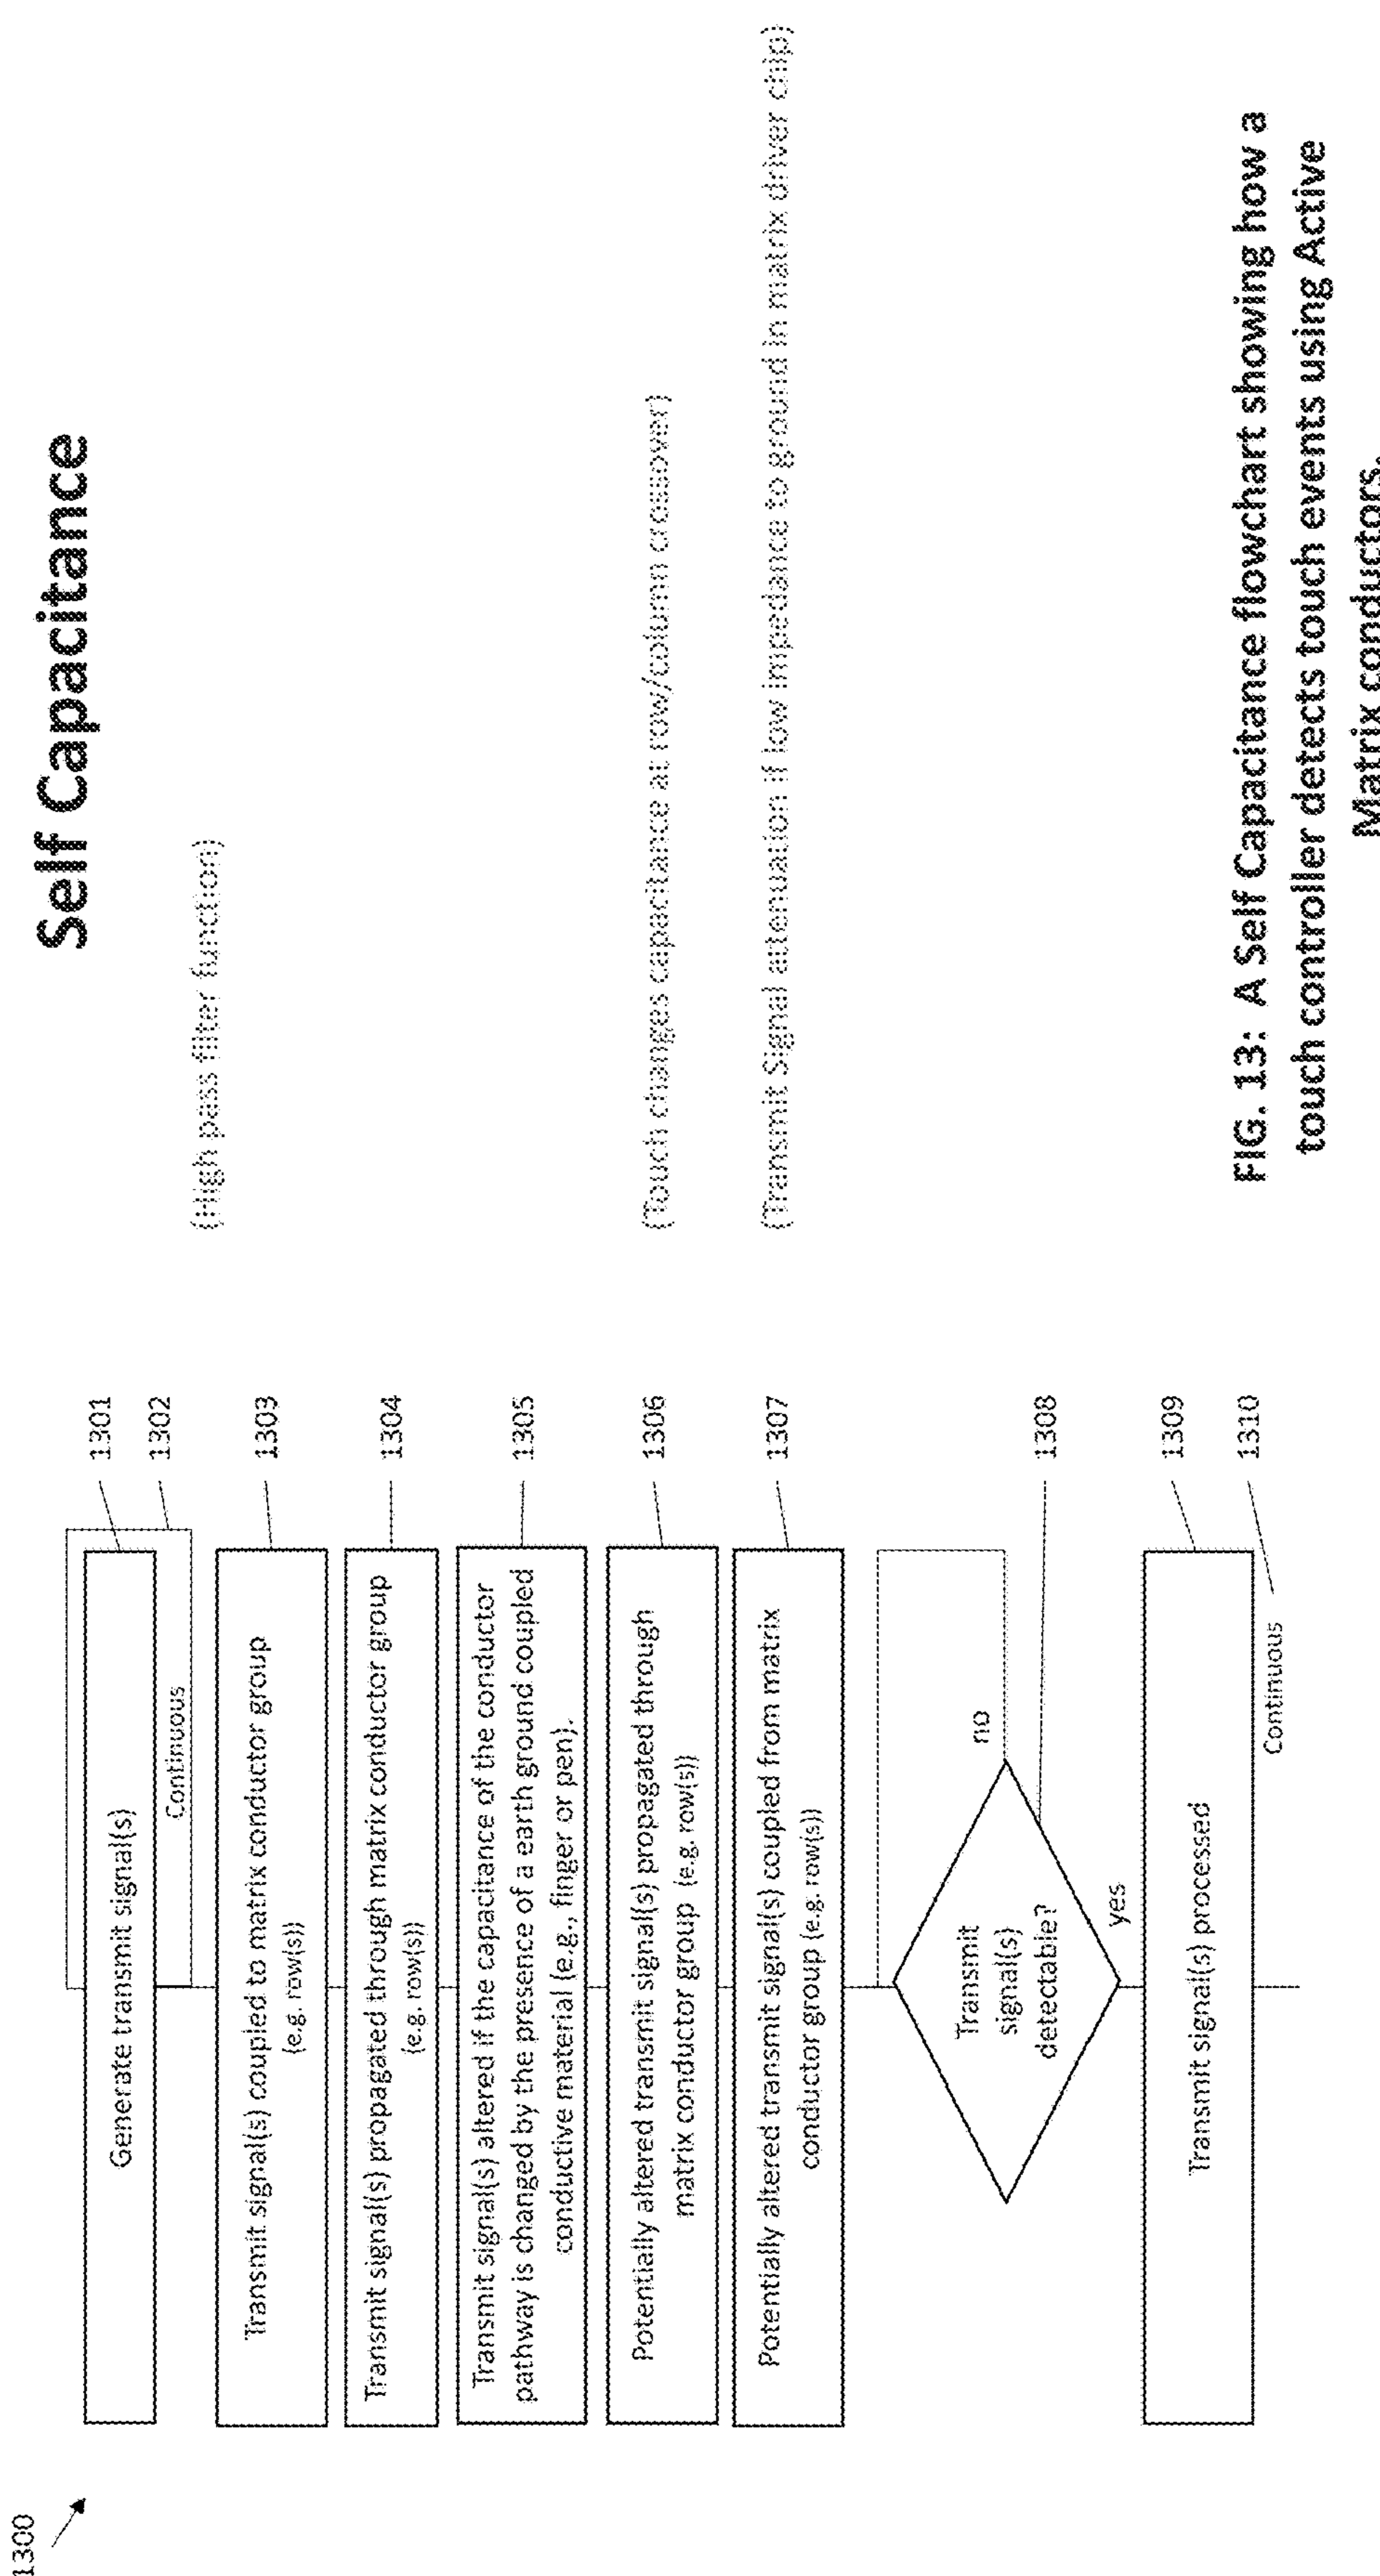 1300
Self Capacitance
Generate transmit signal(s)
1301
Continuous
1302
(High pass filter function)
Transmit signal(s) coupled to matrix conductor group
(e.g. row(s))
1303
Transmit signal(s) propagated through matrix conductor group
(e.g. row(s))
1304
Transmit signal(s) altered if the capacitance of the conductor
pathway is changed by the presence of a earth ground coupled
conductive material (e.g., finger or pen).
1305
Potentially altered transmit signal(s) propagated through
matrix conductor group (e.g. row(s))
1306
(Touch changes capacitance at row/column crossover)
Potentially altered transmit signal(s) coupled from matrix
conductor group (e.g. row(s))
1307
(Transmit Signal attenuation if low impedance to ground in matrix driver chip)
Transmit
signal(s)
detectable?
no
1308
yes
Transmit signal(s) processed
1309
Continuous
1310
FIG. 13: A Self Capacitance flowchart showing how a
touch controller detects touch events using Active
Matrix conductors.